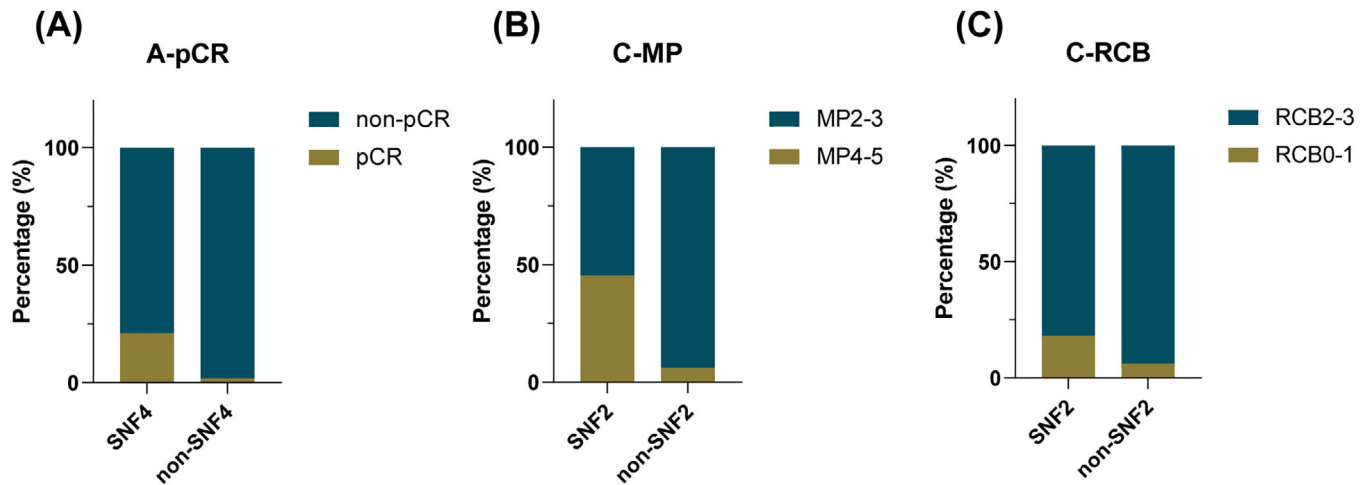 (A)
A-pCR
non-pCR
pCR
Percentage (%)
100
50
0
SNF4
non-SNF4
(B)
C-MP
MP2-3
MP4-5
Percentage (%)
100
50
0
SNF2
non-SNF2
(C)
C-RCB
RCB2-3
RCB0-1
Percentage (%)
100
50
0
SNF2
non-SNF2